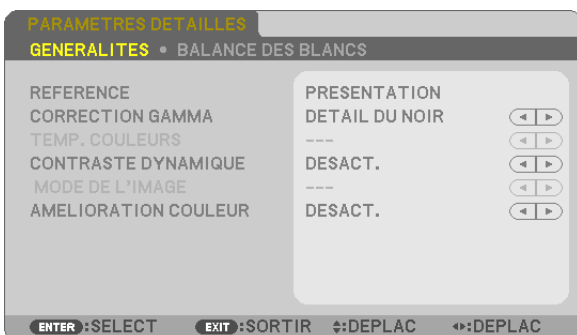 PARAMETRES DETAILLES
GENERALITES • BALANCE DES BLANCS
REFERENCE PRESENTATION
CORRECTION GAMMA DETAIL DU NOIR
TEMP. COULEURS ---
CONTRASTE DYNAMIQUE DESACT.
MODE DE L'IMAGE ---
AMELIORATION COULEUR DESACT.
ENTER :SELECT EXIT :SORTIR :DEPLAC :DEPLAC